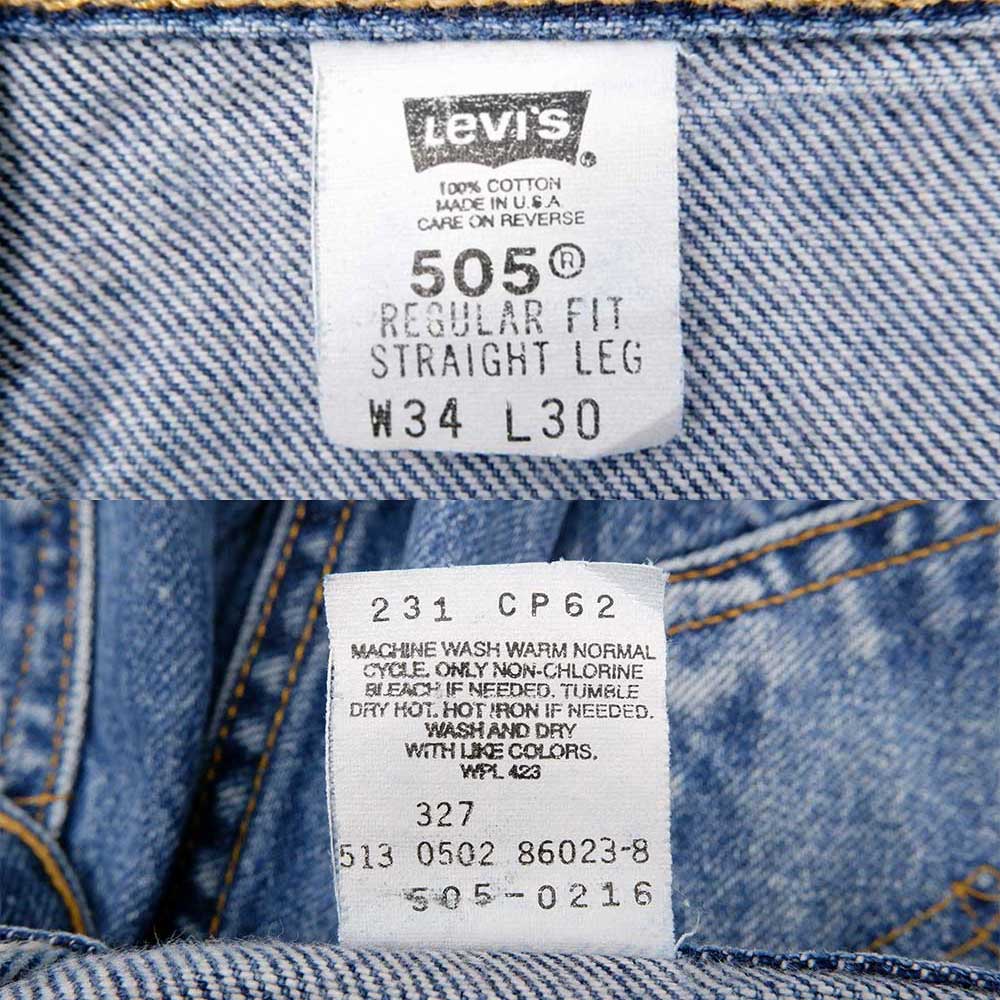 Levi's®
100% COTTON
MADE IN U.S.A
CARE ON REVERSE
505®
REGULAR FIT
STRAIGHT LEG
W34 L30
231 CP62
MACHINE WASH WARM NORMAL
CYCLE. ONLY NON-CHLORINE
BLEACH IF NEEDED. TUMBLE
DRY HOT. HOT IRON IF NEEDED.
WASH AND DRY
WITH LIKE COLORS.
WPL 423
327
513 0502 86023-8
505-0216